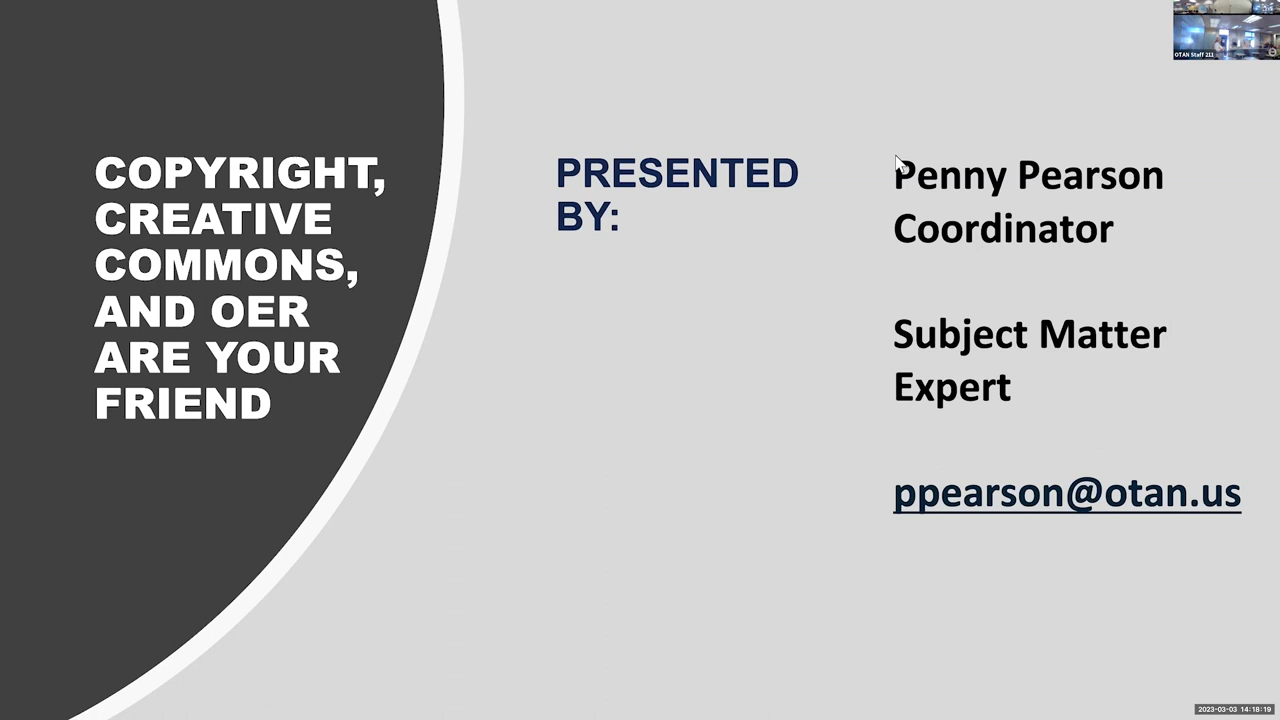 COPYRIGHT,
CREATIVE
COMMONS,
AND OER
ARE YOUR
FRIEND
PRESENTED
BY:
Penny Pearson
Coordinator
Subject Matter
Expert
ppearson@otan.us
OTAN Staff 211
2023-03-03 14:18:19